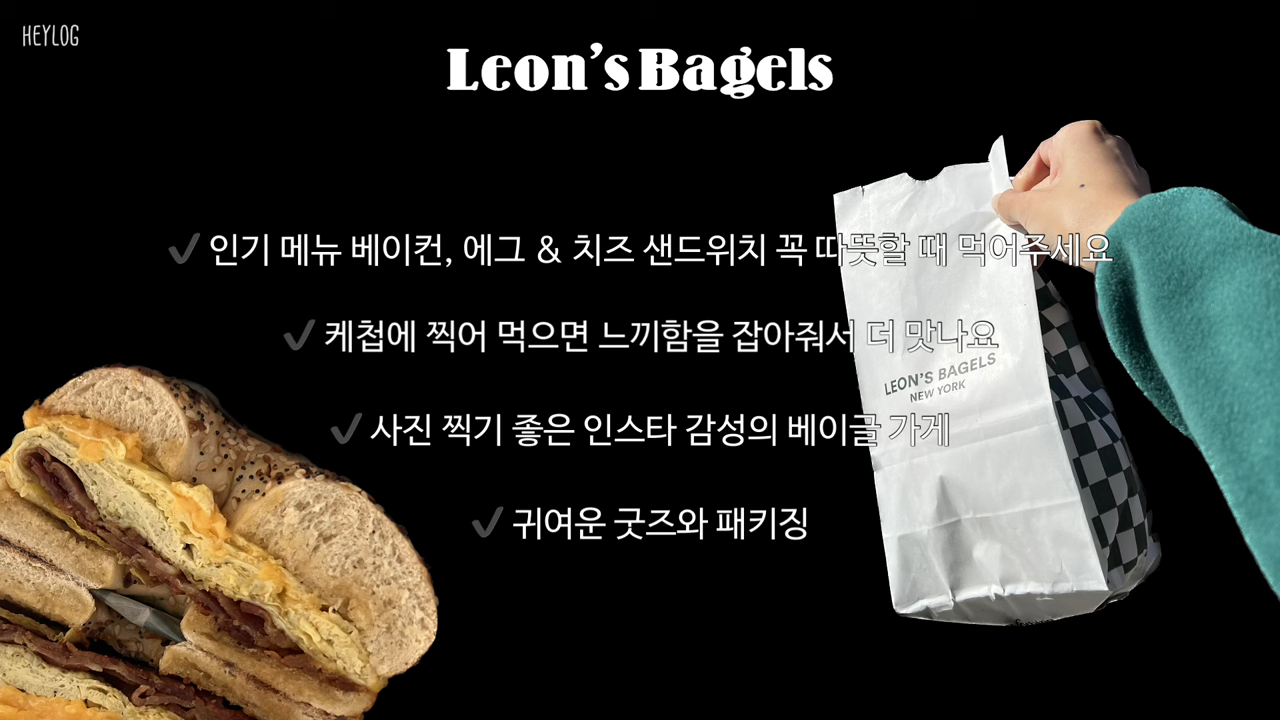 HEYLOG
Leon's Bagels
✔ 인기 메뉴 베이컨, 에그 & 치즈 샌드위치 꼭 따뜻할 때 먹어주세요
✔ 케첩에 찍어 먹으면 느끼함을 잡아줘서 더 맛나요
LEON'S BAGELS
NEW YORK
✔ 사진 찍기 좋은 인스타 감성의 베이글 가게
✔ 귀여운 굿즈와 패키징